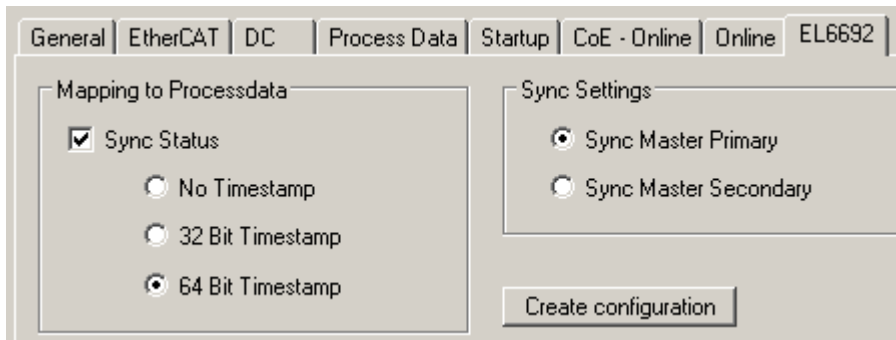 General EtherCAT DC Process Data Startup CoE - Online Online EL6692
Mapping to Processdata
Sync Status
No Timestamp
32 Bit Timestamp
64 Bit Timestamp
Sync Settings
Sync Master Primary
Sync Master Secondary
Create configuration